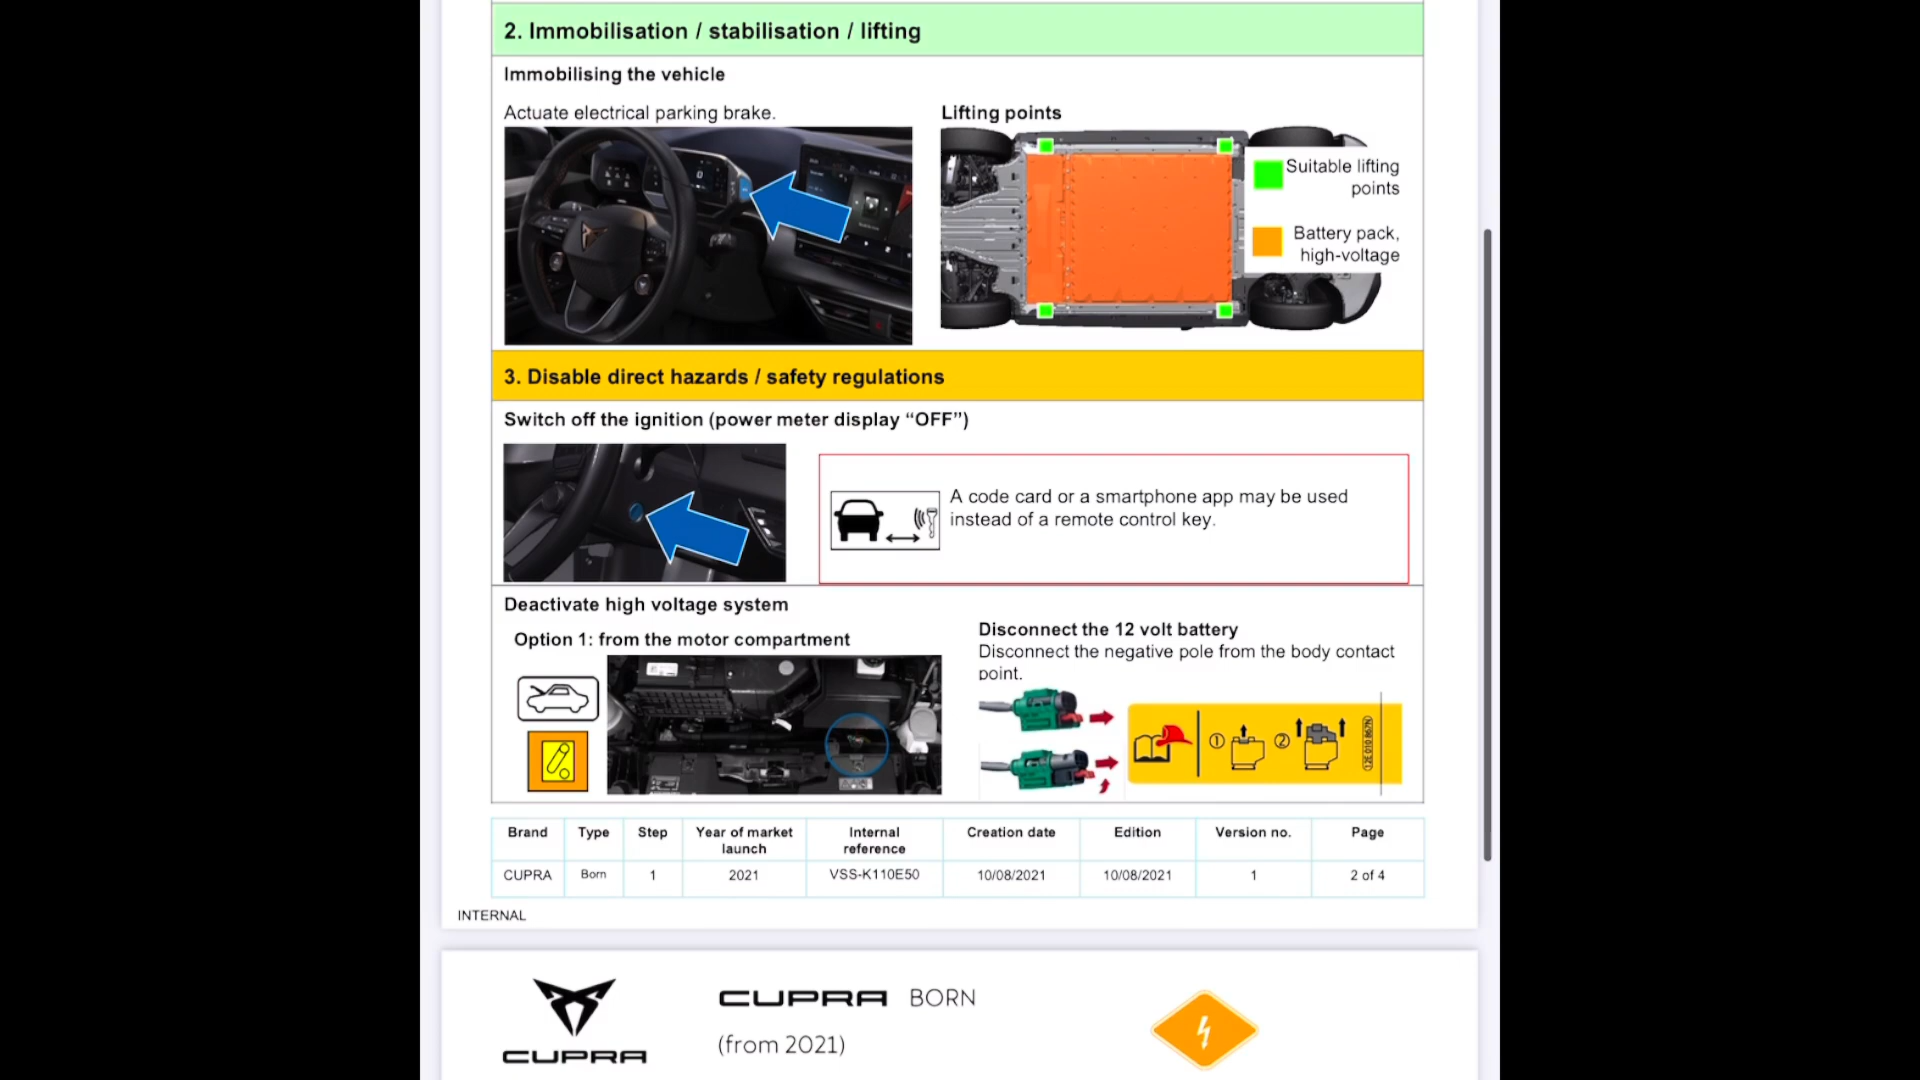 2. Immobilisation / stabilisation / lifting
Immobilising the vehicle
Actuate electrical parking brake.
Lifting points
Suitable lifting
points
Battery pack,
high-voltage
3. Disable direct hazards / safety regulations
Switch off the ignition (power meter display “OFF”)
A code card or a smartphone app may be used
instead of a remote control key.
Deactivate high voltage system
Option 1: from the motor compartment
Disconnect the 12 volt battery
Disconnect the negative pole from the body contact
point.
1 2
12E 010 867N
Brand Type Step Year of market launch Internal reference Creation date Edition Version no. Page
CUPRA Born 1 2021 VSS-K110E50 10/08/2021 10/08/2021 1 2 of 4
INTERNAL
CUPRA
CUPRA BORN
(from 2021)